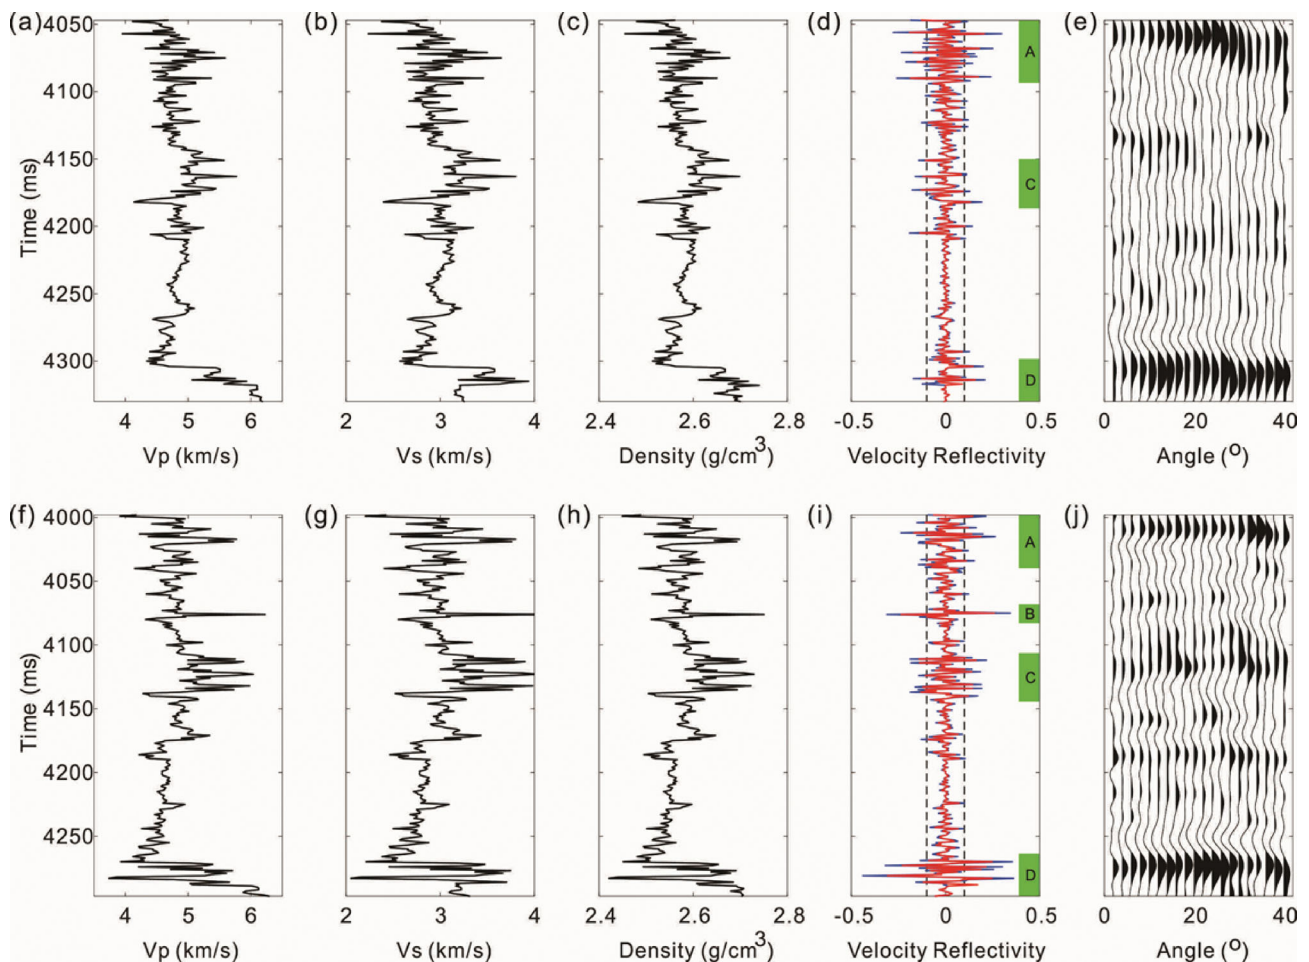 (a) (b) (c) (d) (e)
4050
4100
4150
4200
4250
4300
Time (ms)
A
C
D
4 5 6
2 3 4
2.4 2.6 2.8
-0.5 0 0.5
0 20 40
Vp (km/s) Vs (km/s) Density (g/cm³) Velocity Reflectivity Angle (º)
(f) (g) (h) (i) (j)
4000
4050
4100
4150
4200
4250
Time (ms)
A
B
C
D
4 5 6
2 3 4
2.4 2.6 2.8
-0.5 0 0.5
0 20 40
Vp (km/s) Vs (km/s) Density (g/cm³) Velocity Reflectivity Angle (º)